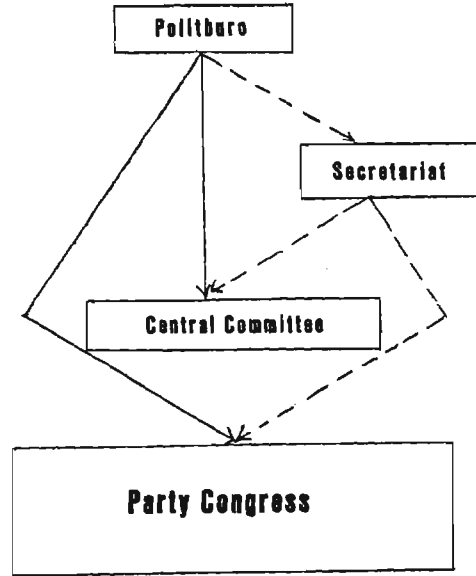 Politburo
Secretariat
Central Committee
Party Congress